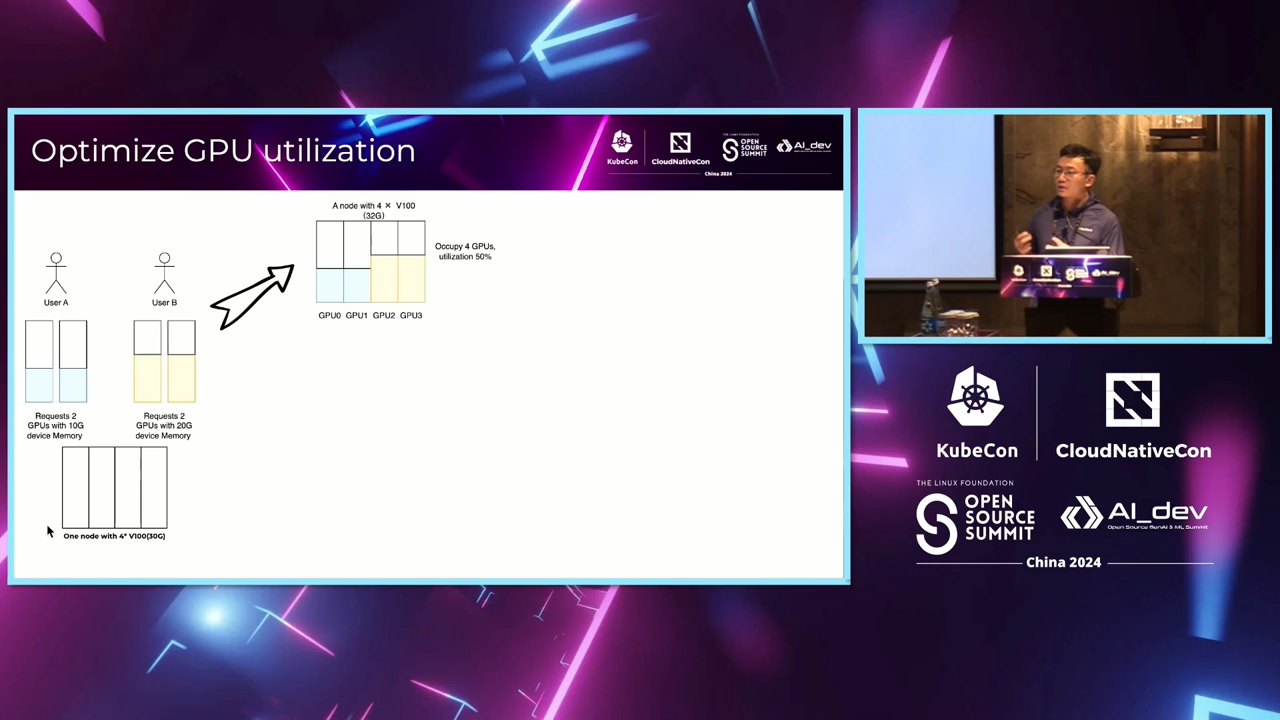 Optimize GPU utilization
KubeCon
CloudNativeCon
THE LINUX FOUNDATION
OPEN
SOURCE
SUMMIT
AI_dev
China 2024
A node with 4 × V100
(32G)
Occupy 4 GPUs,
utilization 50%
GPU0 GPU1 GPU2 GPU3
User A
User B
Requests 2
GPUs with 10G
device Memory
Requests 2
GPUs with 20G
device Memory
One node with 4* V100(30G)
KubeCon
CloudNativeCon
THE LINUX FOUNDATION
OPEN
SOURCE
SUMMIT
AI_dev
Open Source GenAI & ML Summit
China 2024